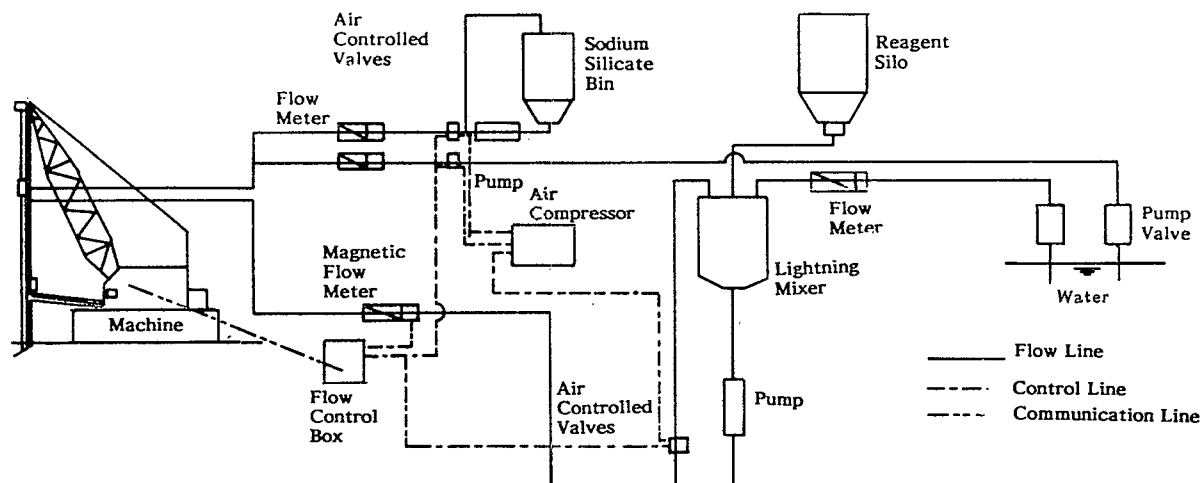 Air
Controlled
Valves
Sodium
Silicate
Bin
Reagent
Silo
Flow
Meter
Pump
Air
Compressor
Flow
Meter
Pump
Valve
Magnetic
Flow
Meter
Lightning
Mixer
Water
Machine
Flow
Control
Box
Air
Controlled
Valves
Pump
Flow Line
Control Line
Communication Line